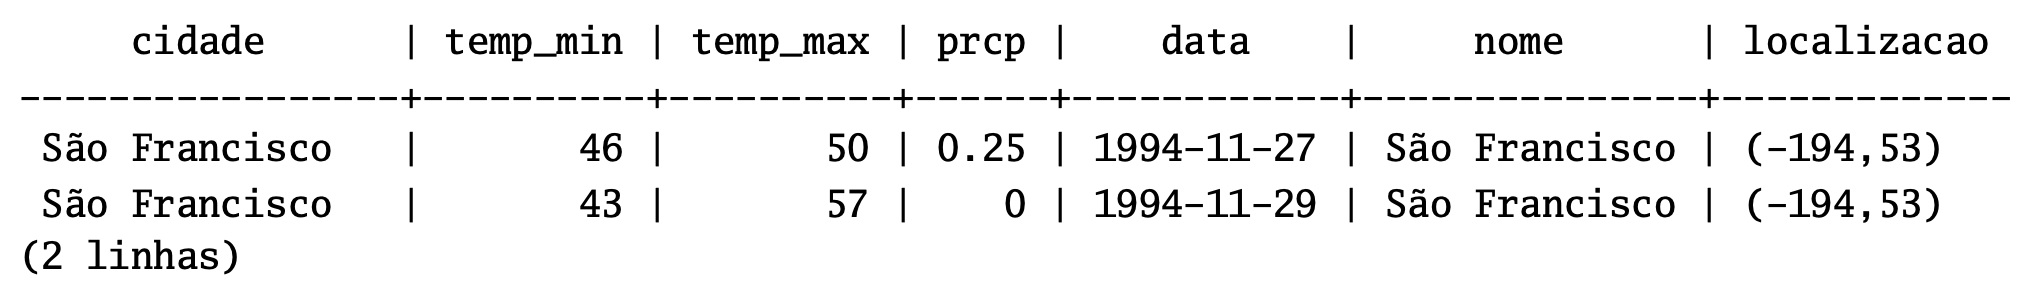 cidade      | temp_min | temp_max | prcp |    data    |     nome      | localizacao
-----------------+----------+----------+------+------------+---------------+-------------
 São Francisco   |       46 |       50 | 0.25 | 1994-11-27 | São Francisco | (-194,53)
 São Francisco   |       43 |       57 |    0 | 1994-11-29 | São Francisco | (-194,53)
(2 linhas)